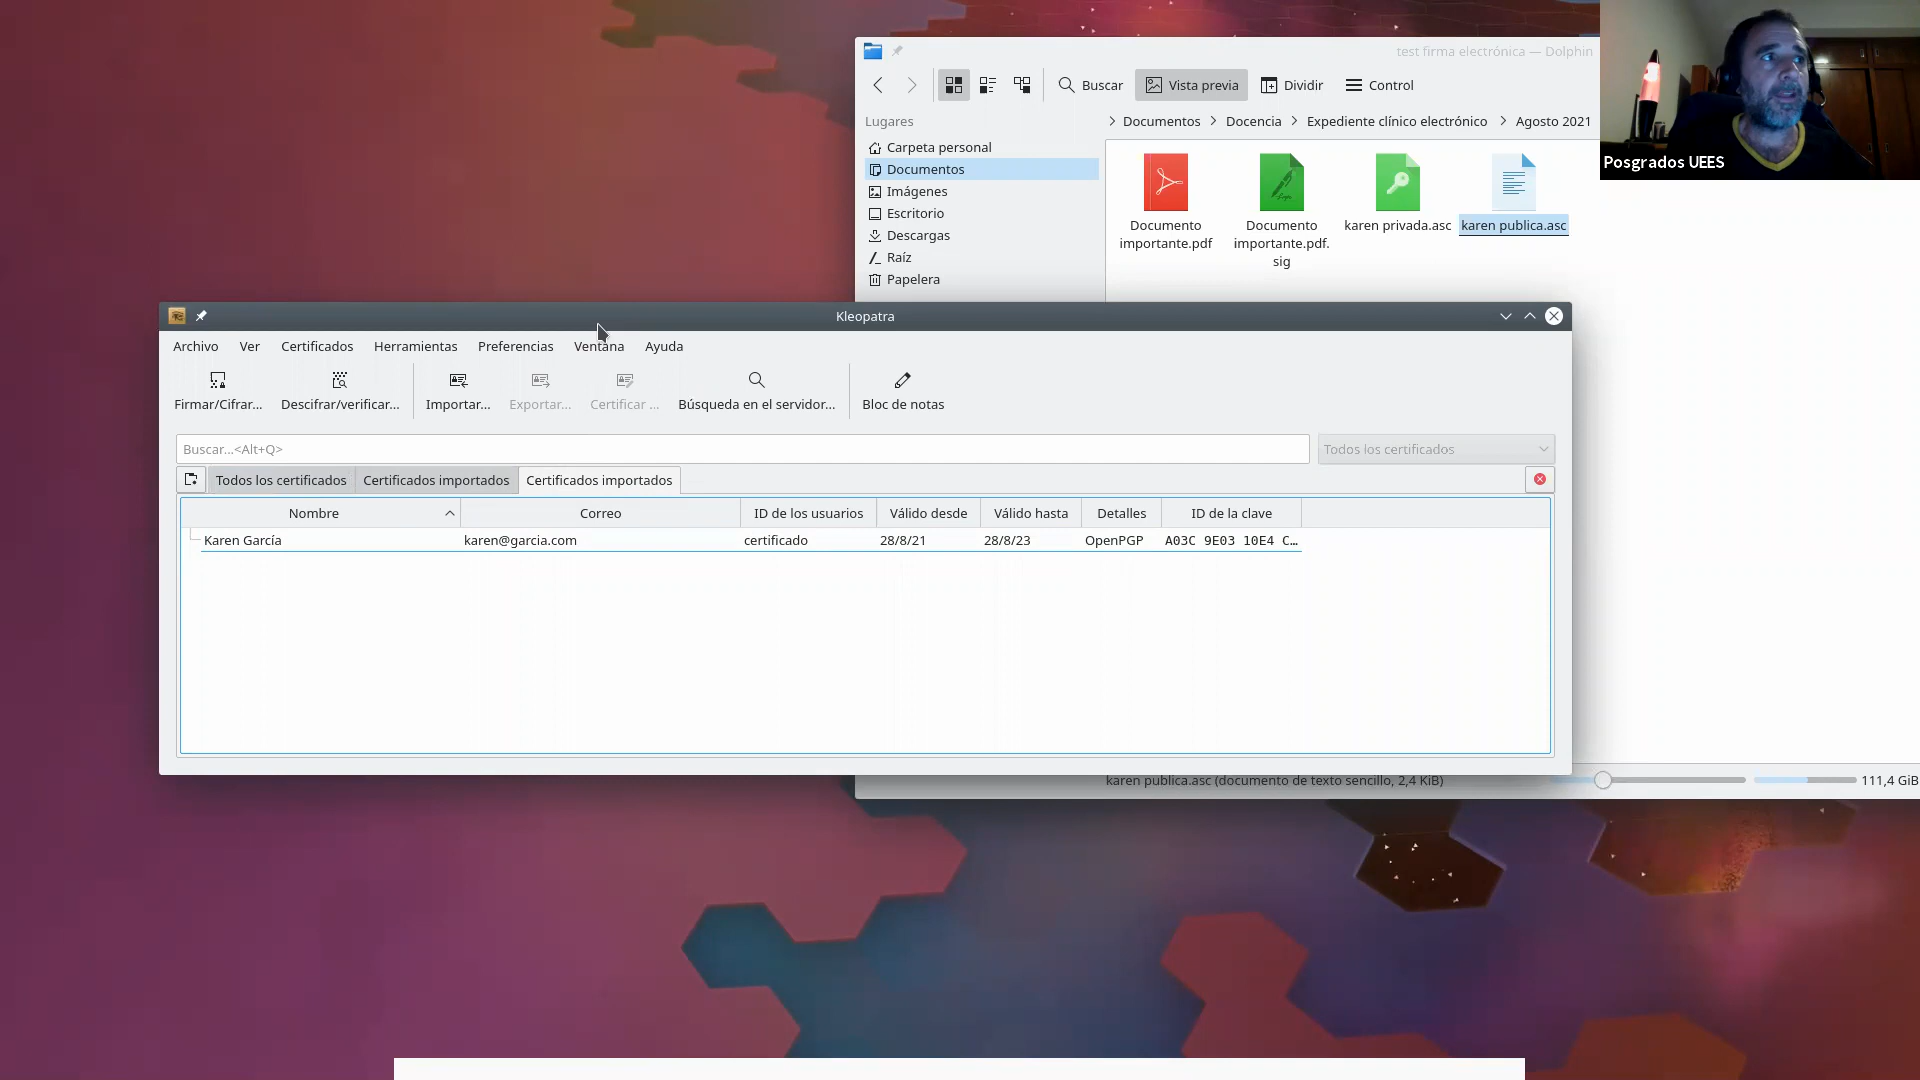 test firma electrónica — Dolphin
Buscar
Vista previa
Dividir
Control
Lugares
Documentos
Docencia
Expediente clínico electrónico
Agosto 2021
Carpeta personal
Documentos
Imágenes
Escritorio
Descargas
Raíz
Papelera
Documento
importante.pdf
Documento
importante.pdf.
sig
karen privada.asc
karen publica.asc
Posgrados UEES
Kleopatra
Archivo
Ver
Certificados
Herramientas
Preferencias
Ventana
Ayuda
Firmar/Cifrar...
Descifrar/verificar...
Importar...
Exportar...
Certificar ...
Búsqueda en el servidor...
Bloc de notas
Buscar...<Alt+Q>
Todos los certificados
Todos los certificados
Certificados importados
Certificados importados
Nombre
Correo
ID de los usuarios
Válido desde
Válido hasta
Detalles
ID de la clave
Karen García
karen@garcia.com
certificado
28/8/21
28/8/23
OpenPGP
A03C 9E03 10E4 C…
karen publica.asc (documento de texto sencillo, 2,4 KiB)
111,4 GiB